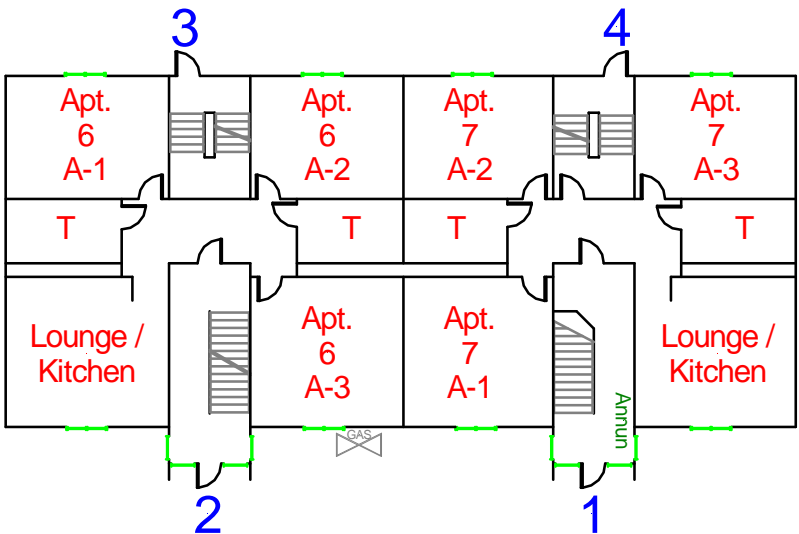 3
4
Apt.
6
A-1
Apt.
6
A-2
Apt.
7
A-2
Apt.
7
A-3
T
T
T
T
Lounge /
Kitchen
Apt.
6
A-3
Apt.
7
A-1
Lounge /
Kitchen
Annun
GAS
2
1